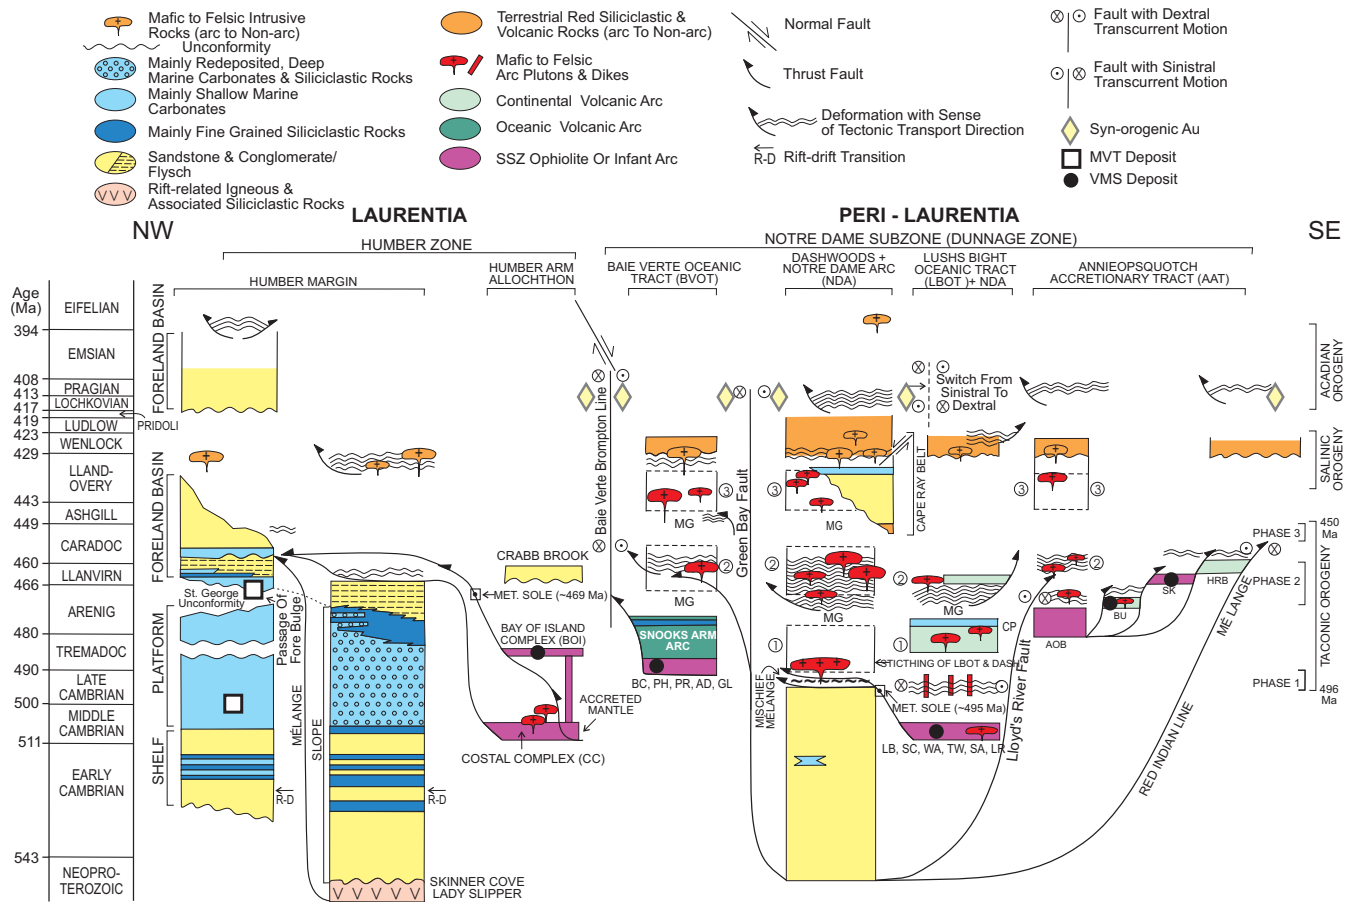 Mafic to Felsic Intrusive
Rocks (arc to Non-arc)
Unconformity
Mainly Redeposited, Deep
Marine Carbonates & Siliciclastic Rocks
Mainly Shallow Marine
Carbonates
Mainly Fine Grained Siliciclastic Rocks
Sandstone & Conglomerate/
Flysch
Rift-related Igneous &
Associated Siliciclastic Rocks
Terrestrial Red Siliciclastic &
Volcanic Rocks (arc To Non-arc)
Mafic to Felsic
Arc Plutons & Dikes
Continental Volcanic Arc
Oceanic Volcanic Arc
SSZ Ophiolite Or Infant Arc
Normal Fault
Thrust Fault
Deformation with Sense
of Tectonic Transport Direction
R-D Rift-drift Transition
Fault with Dextral
Transcurrent Motion
Fault with Sinistral
Transcurrent Motion
Syn-orogenic Au
MVT Deposit
VMS Deposit
NW
LAURENTIA
PERI - LAURENTIA
SE
HUMBER ZONE
NOTRE DAME SUBZONE (DUNNAGE ZONE)
HUMBER MARGIN
HUMBER ARM
ALLOCHTHON
BAIE VERTE OCEANIC
TRACT (BVOT)
DASHWOODS +
NOTRE DAME ARC
(NDA)
LUSHS BIGHT
OCEANIC TRACT
(LBOT )+ NDA
ANNIEOPSQUOTCH
ACCRETIONARY TRACT (AAT)
Age
(Ma)
EIFELIAN
394
EMSIAN
408
PRAGIAN
413
LOCHKOVIAN
417
PRIDOLI
419
LUDLOW
423
WENLOCK
429
LLAND-
OVERY
443
ASHGILL
449
CARADOC
460
LLANVIRN
466
ARENIG
480
TREMADOC
490
LATE
CAMBRIAN
500
MIDDLE
CAMBRIAN
511
EARLY
CAMBRIAN
543
NEOPRO-
TEROZOIC
FORELAND BASIN
FORELAND BASIN
PLATFORM
SHELF
St. George
Unconformity
Passage Of
Fore Bulge
R-D
MÉLANGE
SLOPE
R-D
SKINNER COVE
LADY SLIPPER
CRABB BROOK
MET. SOLE (~469 Ma)
BAY OF ISLAND
COMPLEX (BOI)
ACCRETED
MANTLE
COSTAL COMPLEX (CC)
Baie Verte Brompton Line
3
MG
2
MG
SNOOKS ARM
ARC
BC, PH, PR, AD, GL
Green Bay Fault
3
MG
2
MG
1
MISCHIEF
MÉLANGE
CAPE RAY BELT
STICTHING OF LBOT & DASH
MET. SOLE (~495 Ma)
Switch From
Sinistral To
Dextral
2
MG
1
CP
LB, SC, WA, TW, SA, LR
Lloyd's River Fault
3
3
2
AOB
BU
SK
HRB
RED INDIAN LINE
MÉ LANGE
ACADIAN
OROGENY
SALINIC
OROGENY
TACONIC OROGENY
PHASE 3
450
Ma
PHASE 2
PHASE 1
496
Ma